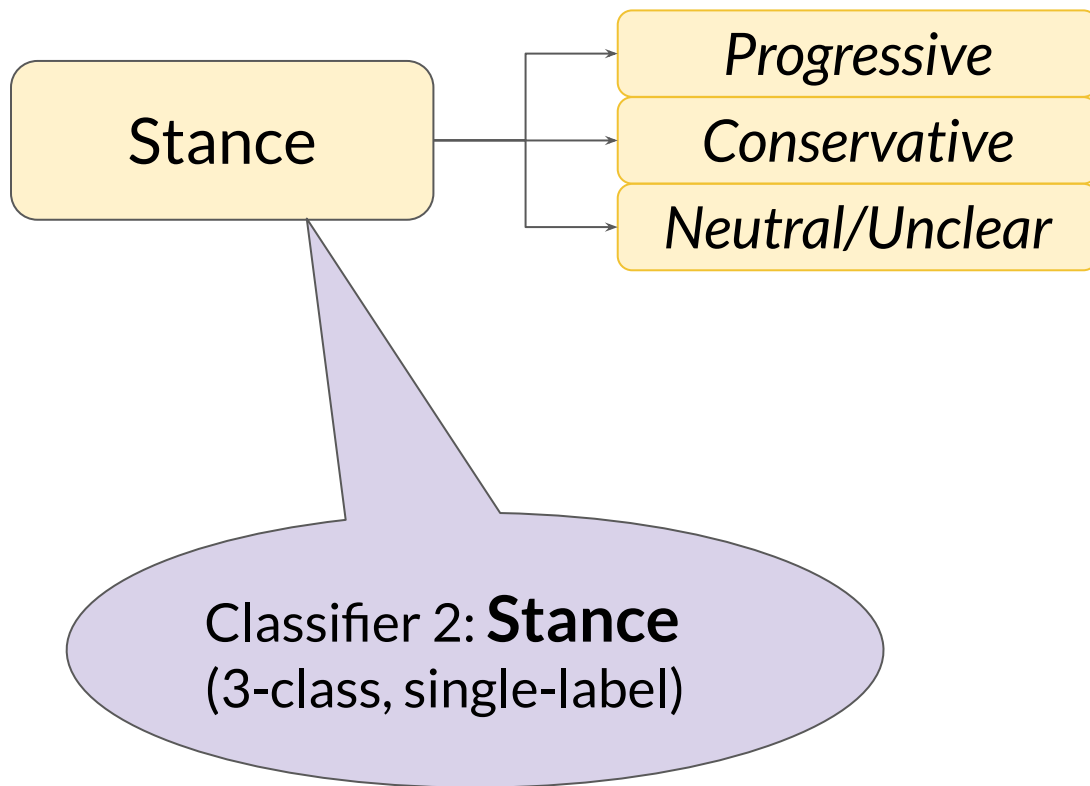 Stance
Progressive
Conservative
Neutral/Unclear
Classifier 2: Stance
(3-class, single-label)